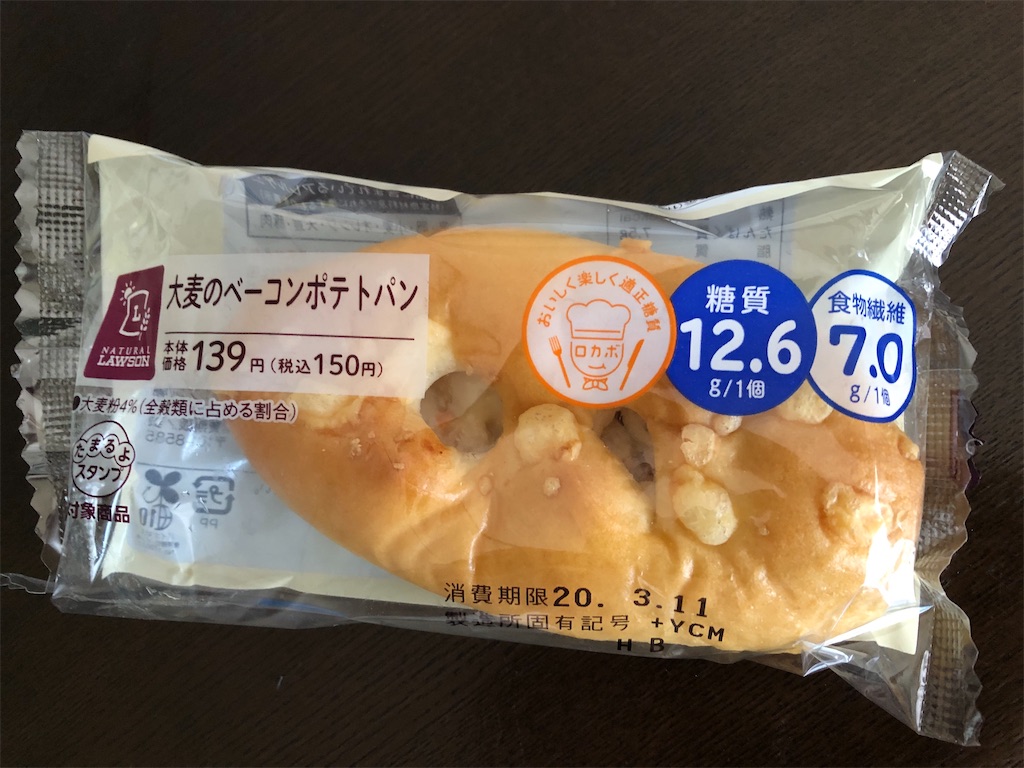 大麦のベーコンポテトパン
NATURAL
LAWSON
本体
価格 139円(税込150円)
●大麦粉4%(全穀類に占める割合)
たまるよ
スタンプ
対象商品
おいしく楽しく適正糖質
ロカボ
糖質
12.6
g/1個
食物繊維
7.0
g/1個
PP
消費期限20. 3.11
製造所固有記号 +YCM
H B